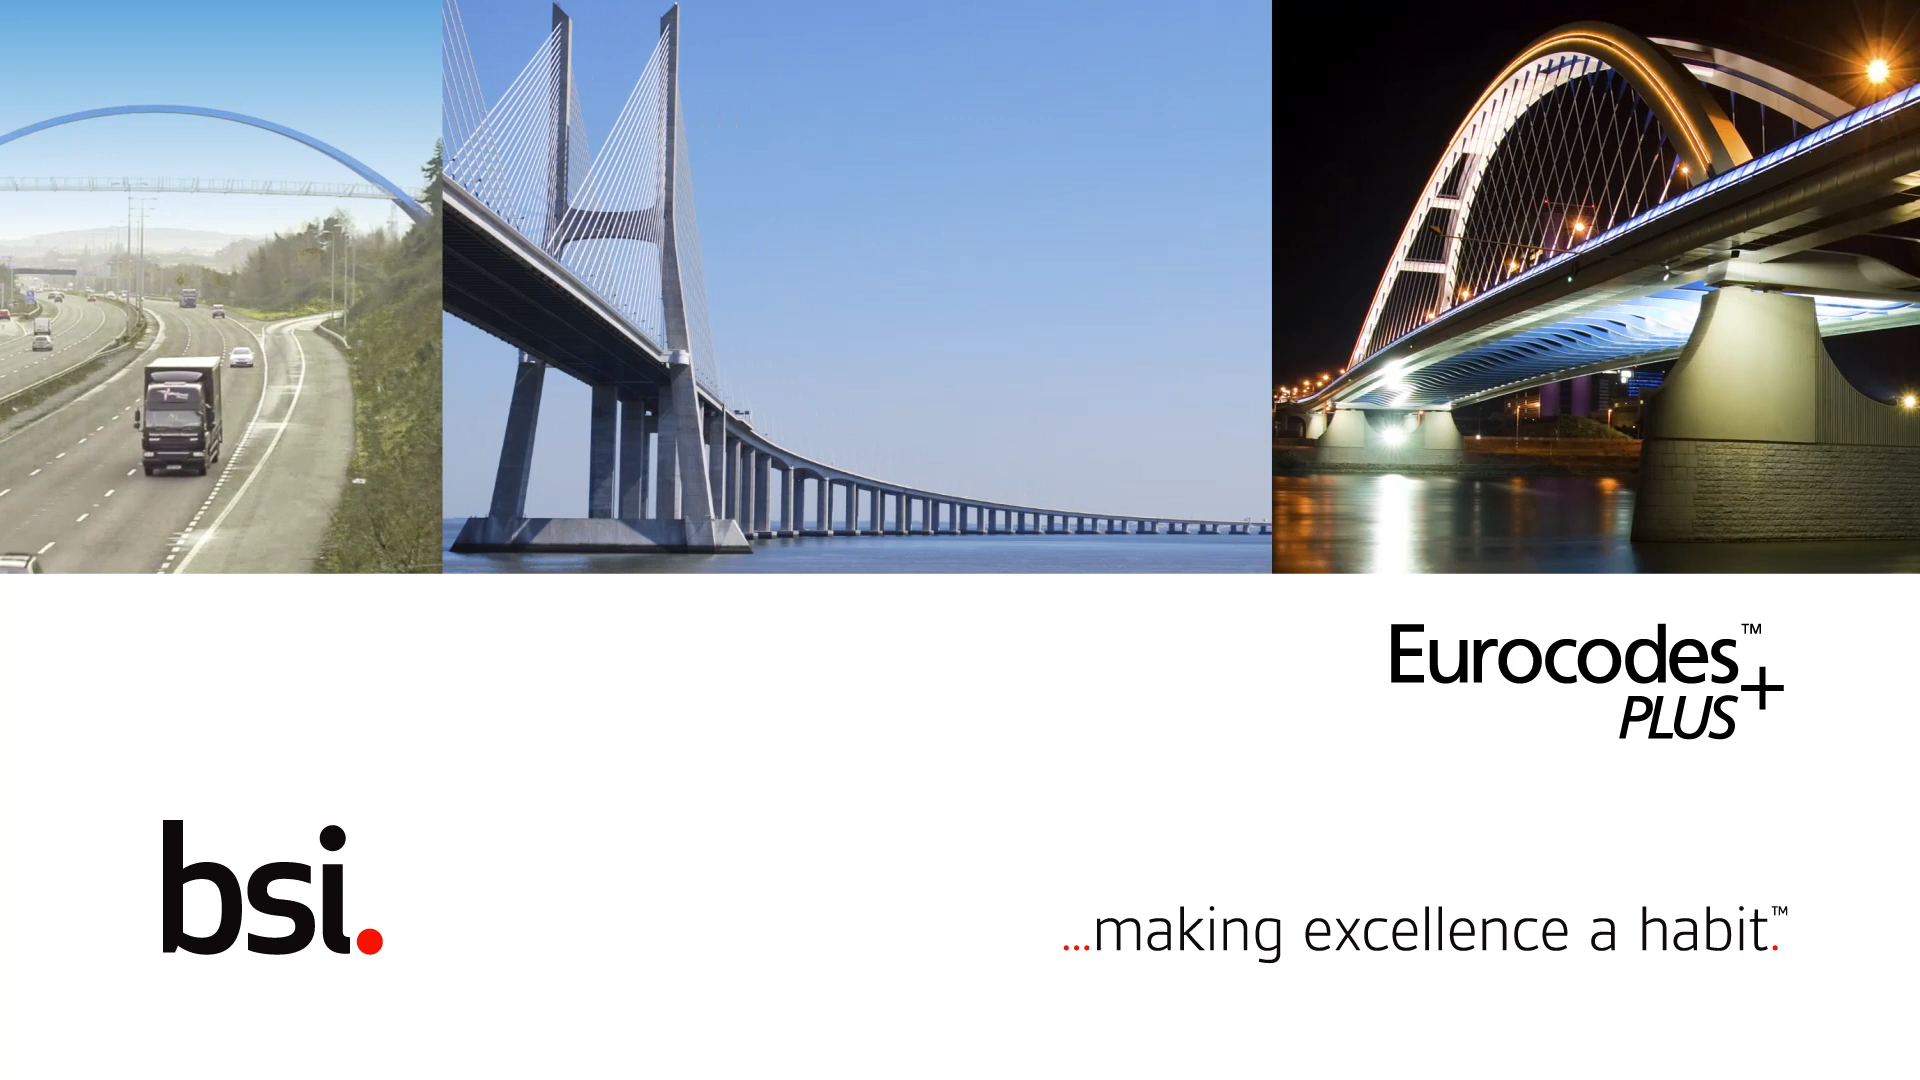 Eurocodes™
PLUS+
bsi.
...making excellence a habit.™